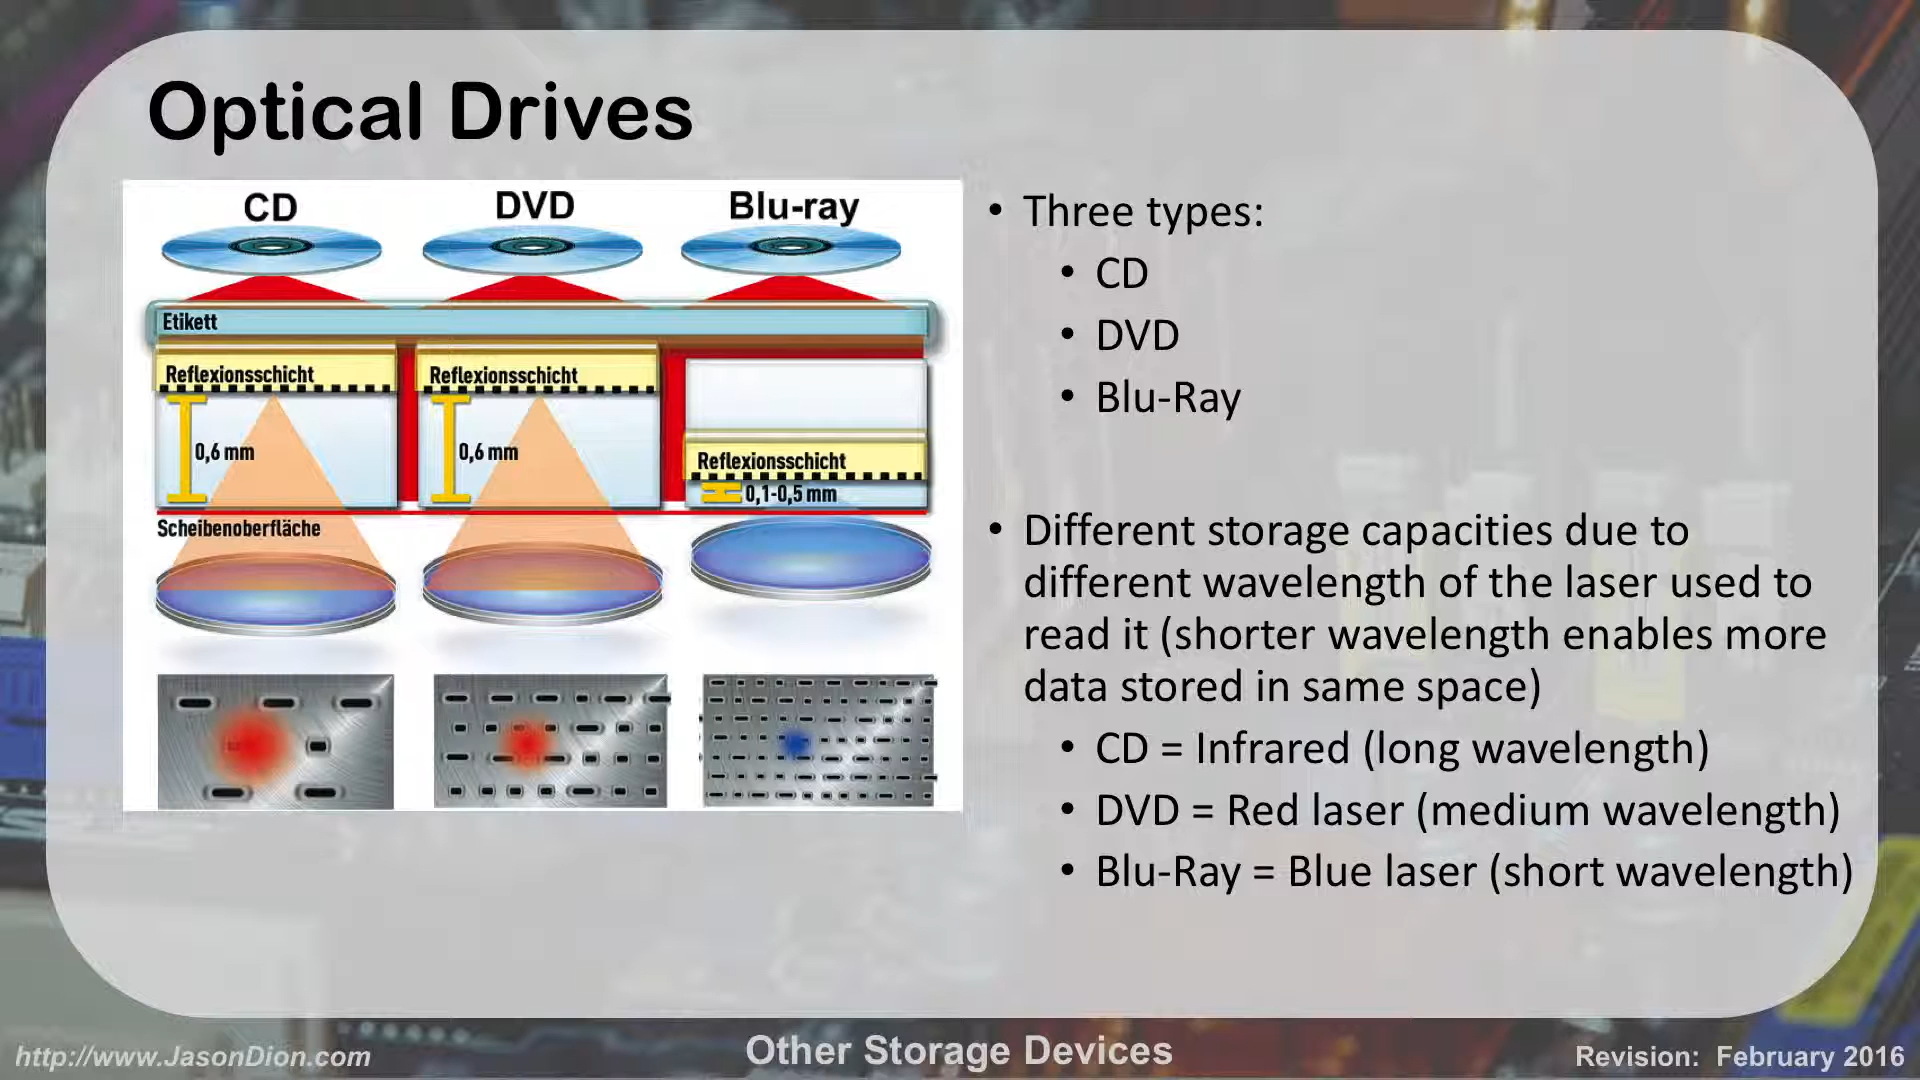 Optical Drives
CD
DVD
Blu-ray
Etikett
Reflexionsschicht
Reflexionsschicht
0,6 mm
0,6 mm
Reflexionsschicht
0,1-0,5 mm
Scheibenoberfläche
• Three types:
• CD
• DVD
• Blu-Ray
• Different storage capacities due to
different wavelength of the laser used to
read it (shorter wavelength enables more
data stored in same space)
• CD = Infrared (long wavelength)
• DVD = Red laser (medium wavelength)
• Blu-Ray = Blue laser (short wavelength)
http://www.JasonDion.com
Other Storage Devices
Revision: February 2016